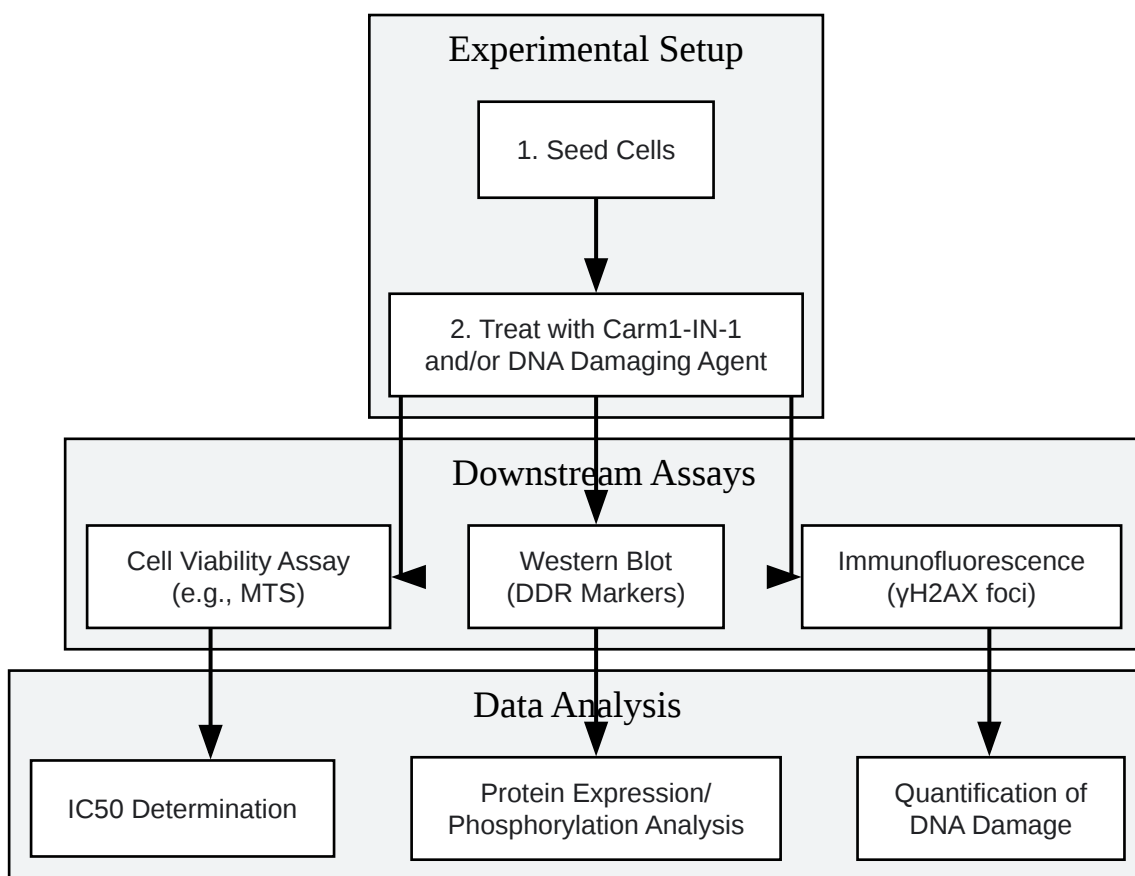 Experimental Setup
1. Seed Cells
2. Treat with Carm1-IN-1
and/or DNA Damaging Agent
Downstream Assays
Cell Viability Assay
(e.g., MTS)
Western Blot
(DDR Markers)
Immunofluorescence
(γH2AX foci)
Data Analysis
IC50 Determination
Protein Expression/
Phosphorylation Analysis
Quantification of
DNA Damage